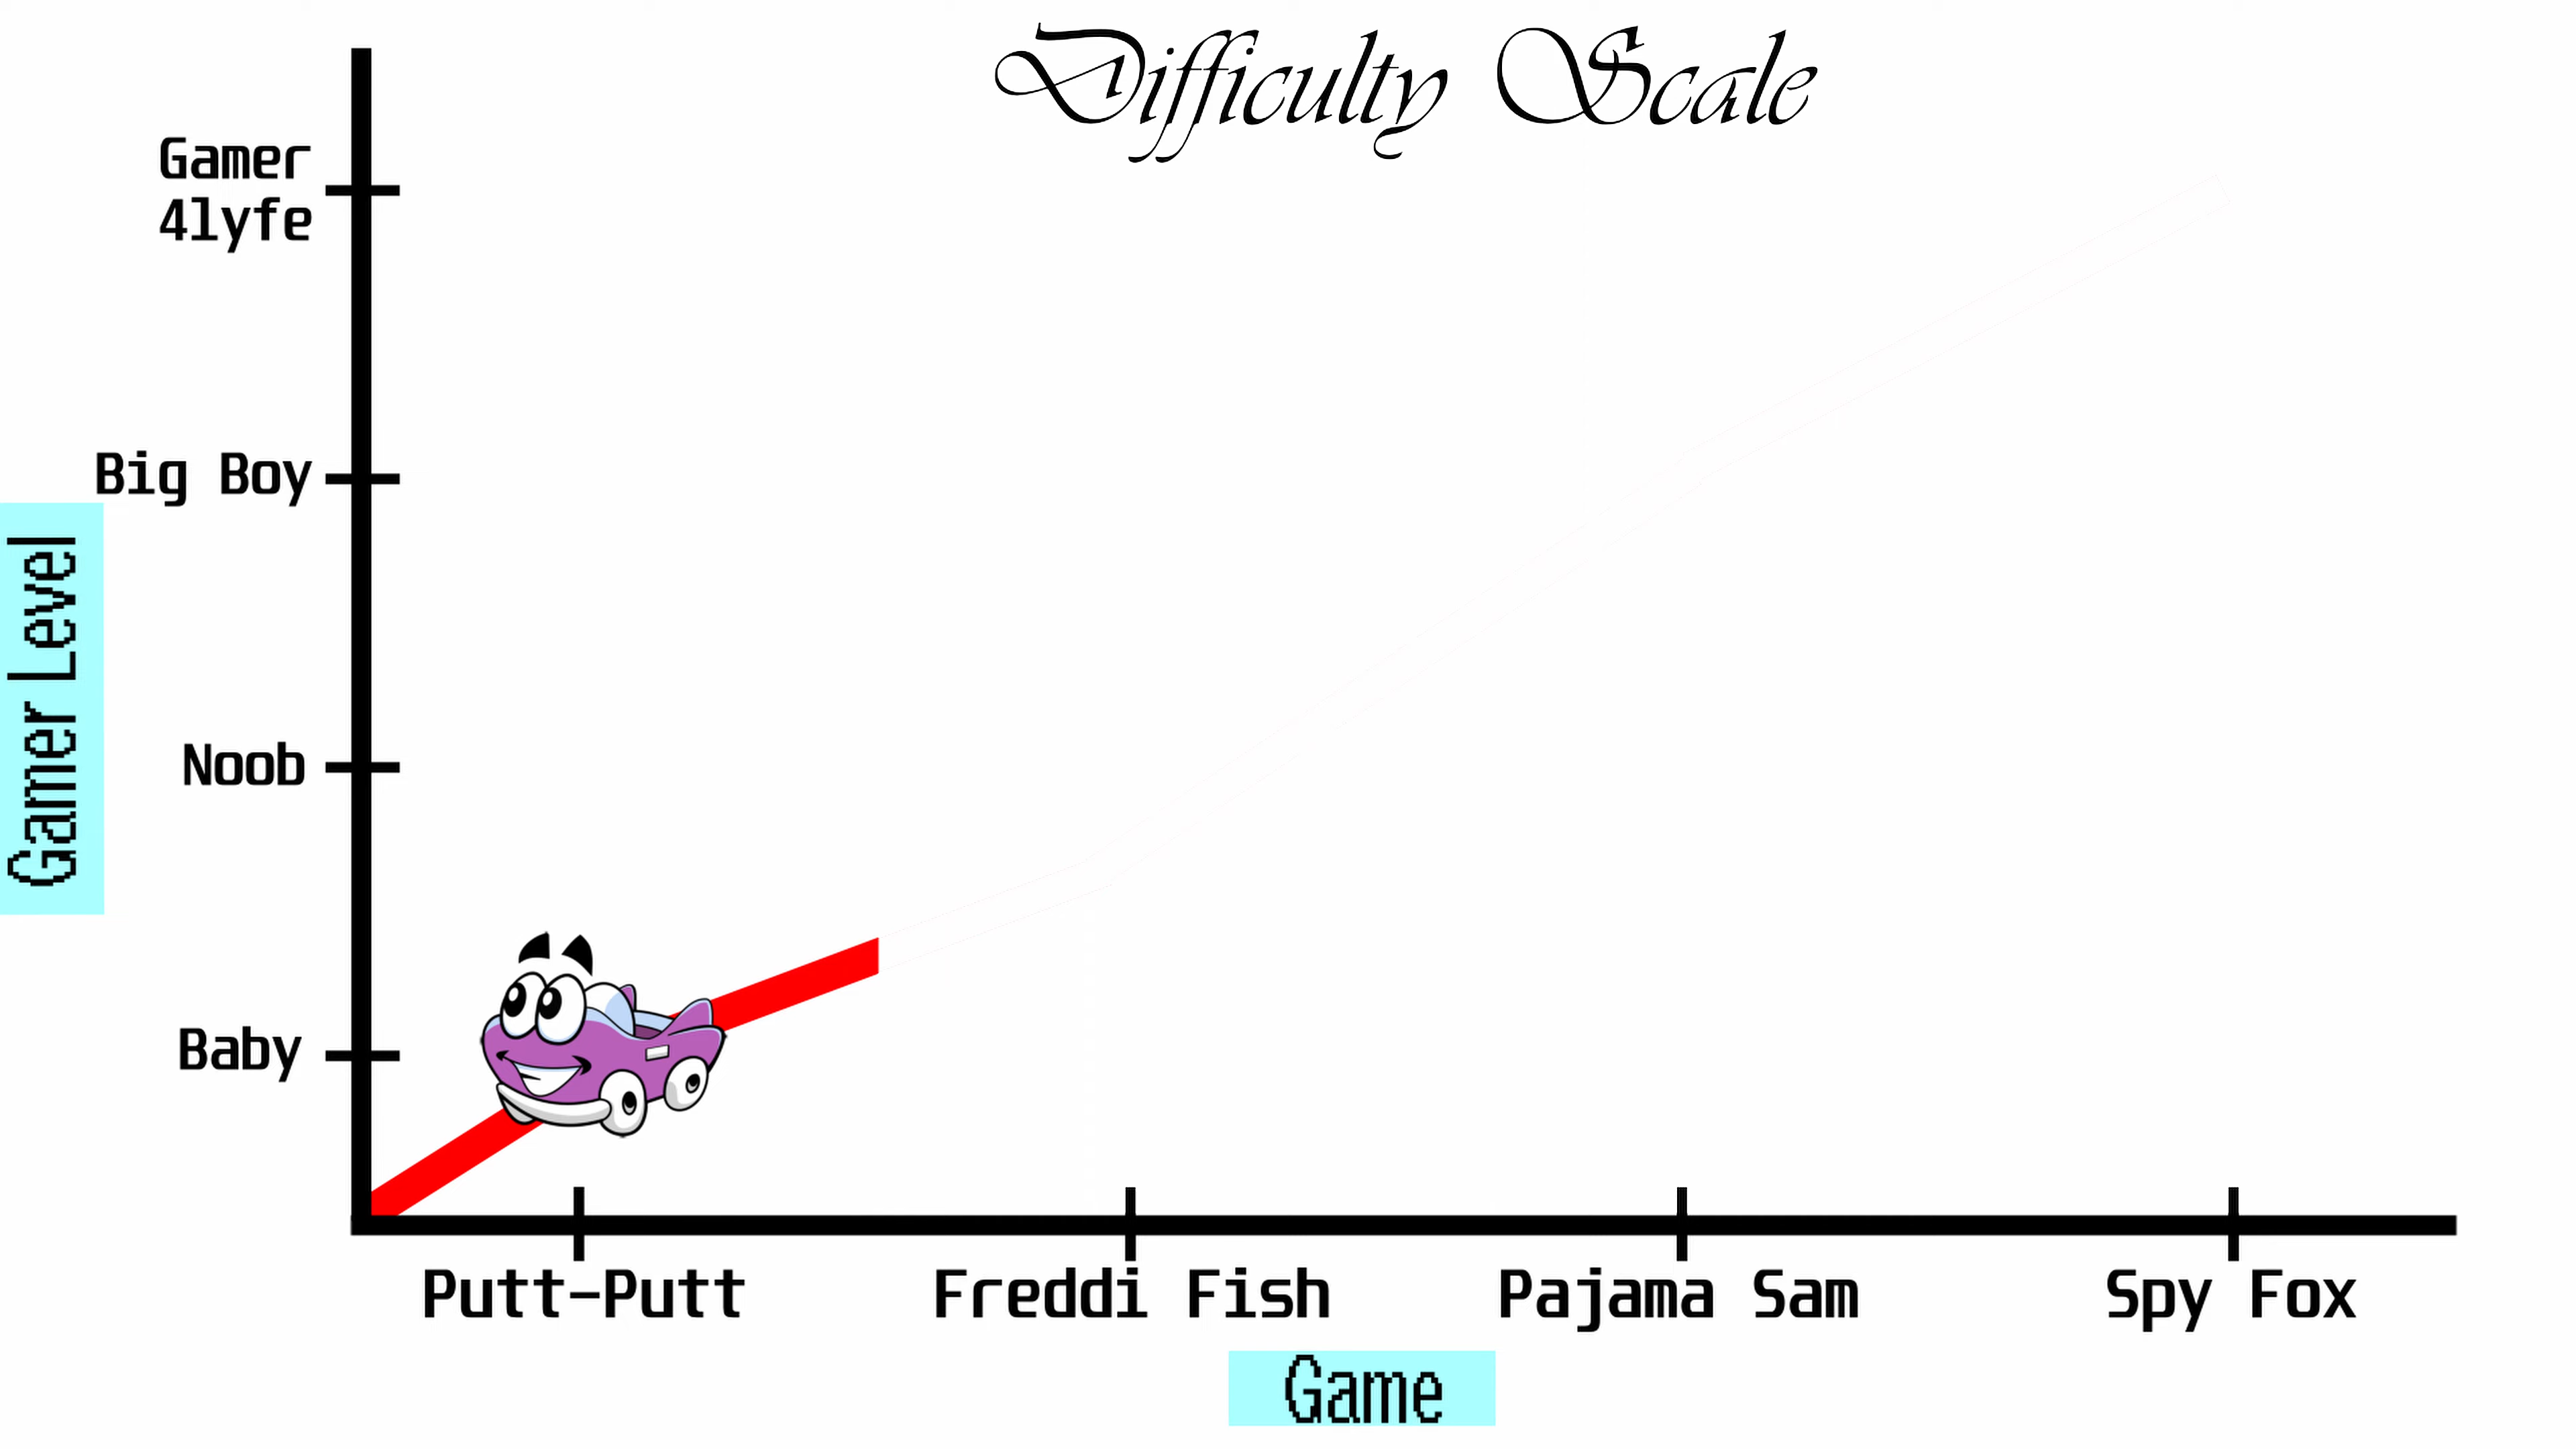 Difficulty Scale
Gamer
4lyfe
Big Boy
Noob
Baby
Gamer Level
Putt-Putt
Freddi Fish
Pajama Sam
Spy Fox
Game